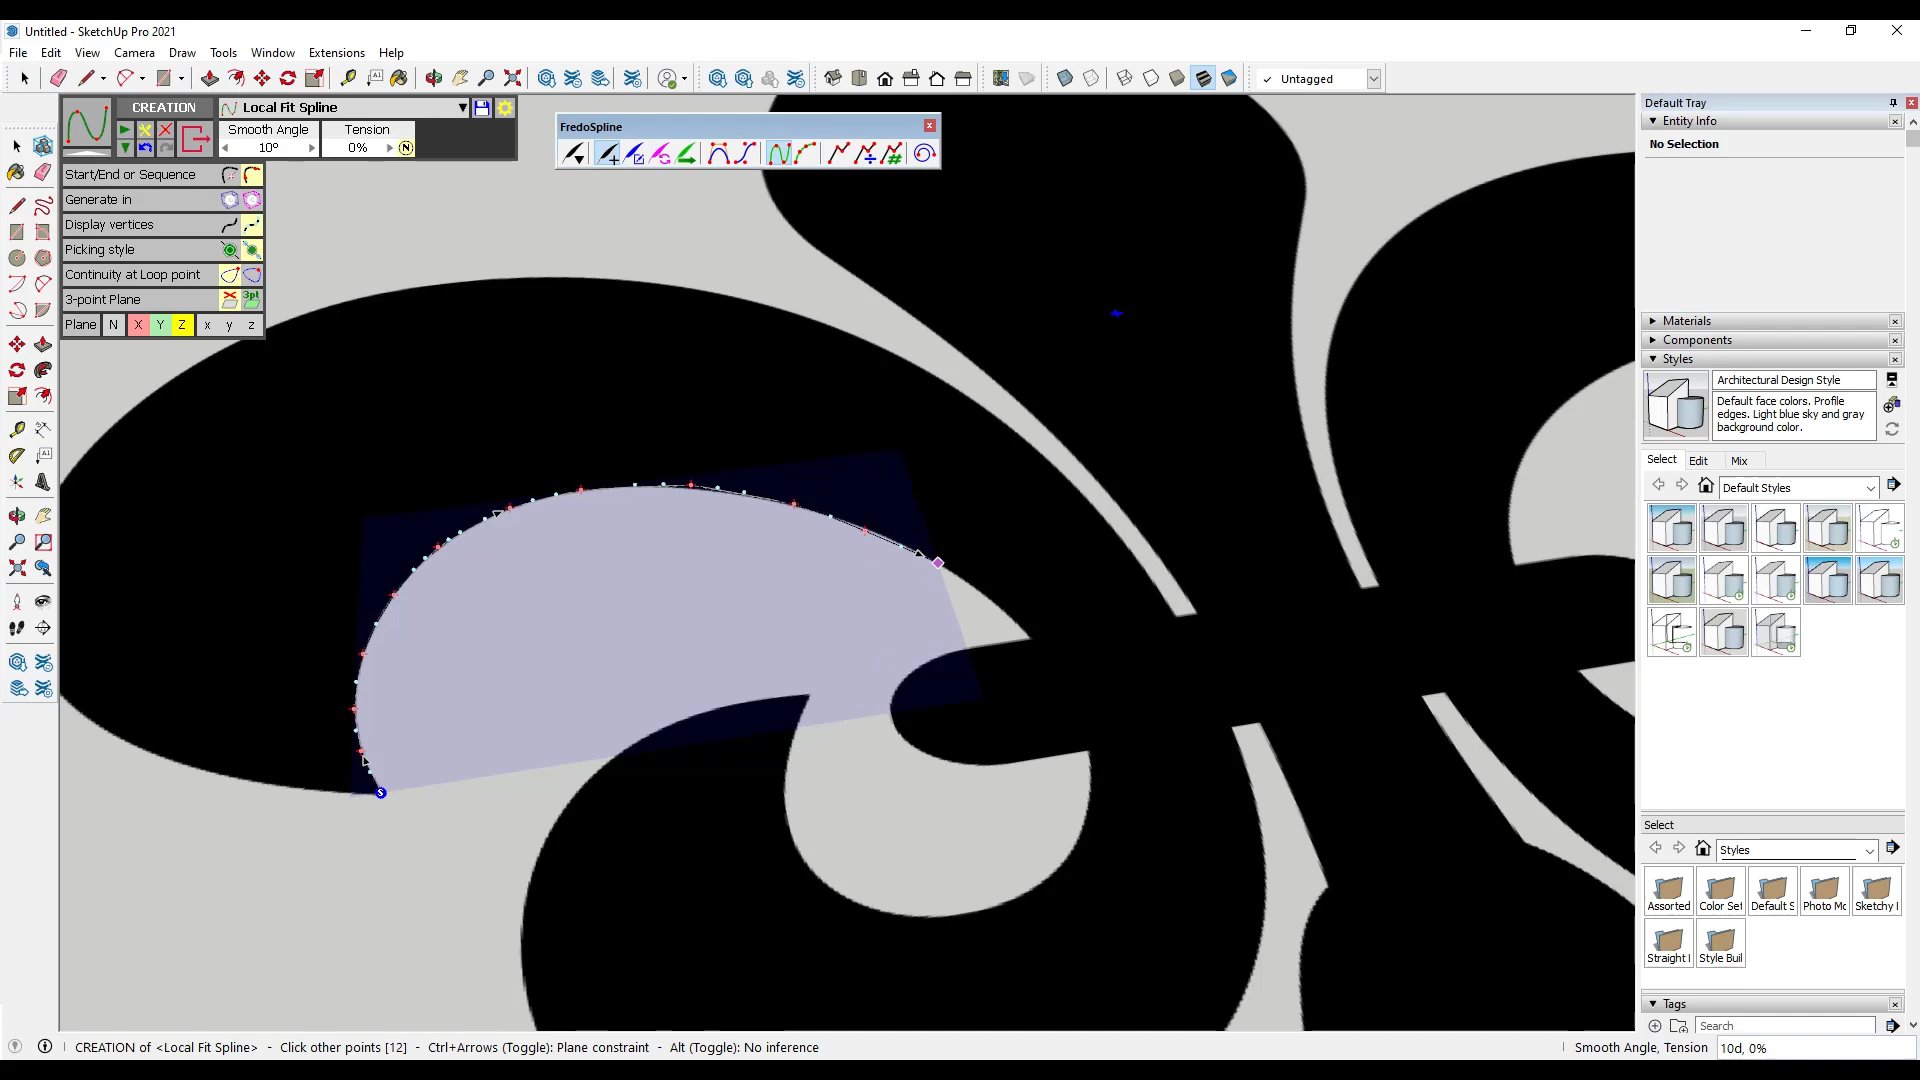 Untitled - SketchUp Pro 2021
File Edit View Camera Draw Tools Window Extensions Help
A1
✓ Untagged
CREATION
Local Fit Spline
Smooth Angle
10º
Tension
0%
N
Start/End or Sequence
Generate in
Display vertices
Picking style
Continuity at Loop point
3-point Plane
3pt
Plane N X Y Z x y z
FredoSpline
S
A1
Default Tray
Entity Info
No Selection
Materials
Components
Styles
Architectural Design Style
Default face colors. Profile
edges. Light blue sky and gray
background color.
Select Edit Mix
Default Styles
Select
Styles
Assorted Color Set Default S Photo Mo Sketchy I
Straight I Style Buil
Tags
Search
CREATION of <Local Fit Spline> - Click other points [12] - Ctrl+Arrows (Toggle): Plane constraint - Alt (Toggle): No inference
Smooth Angle, Tension 10d, 0%